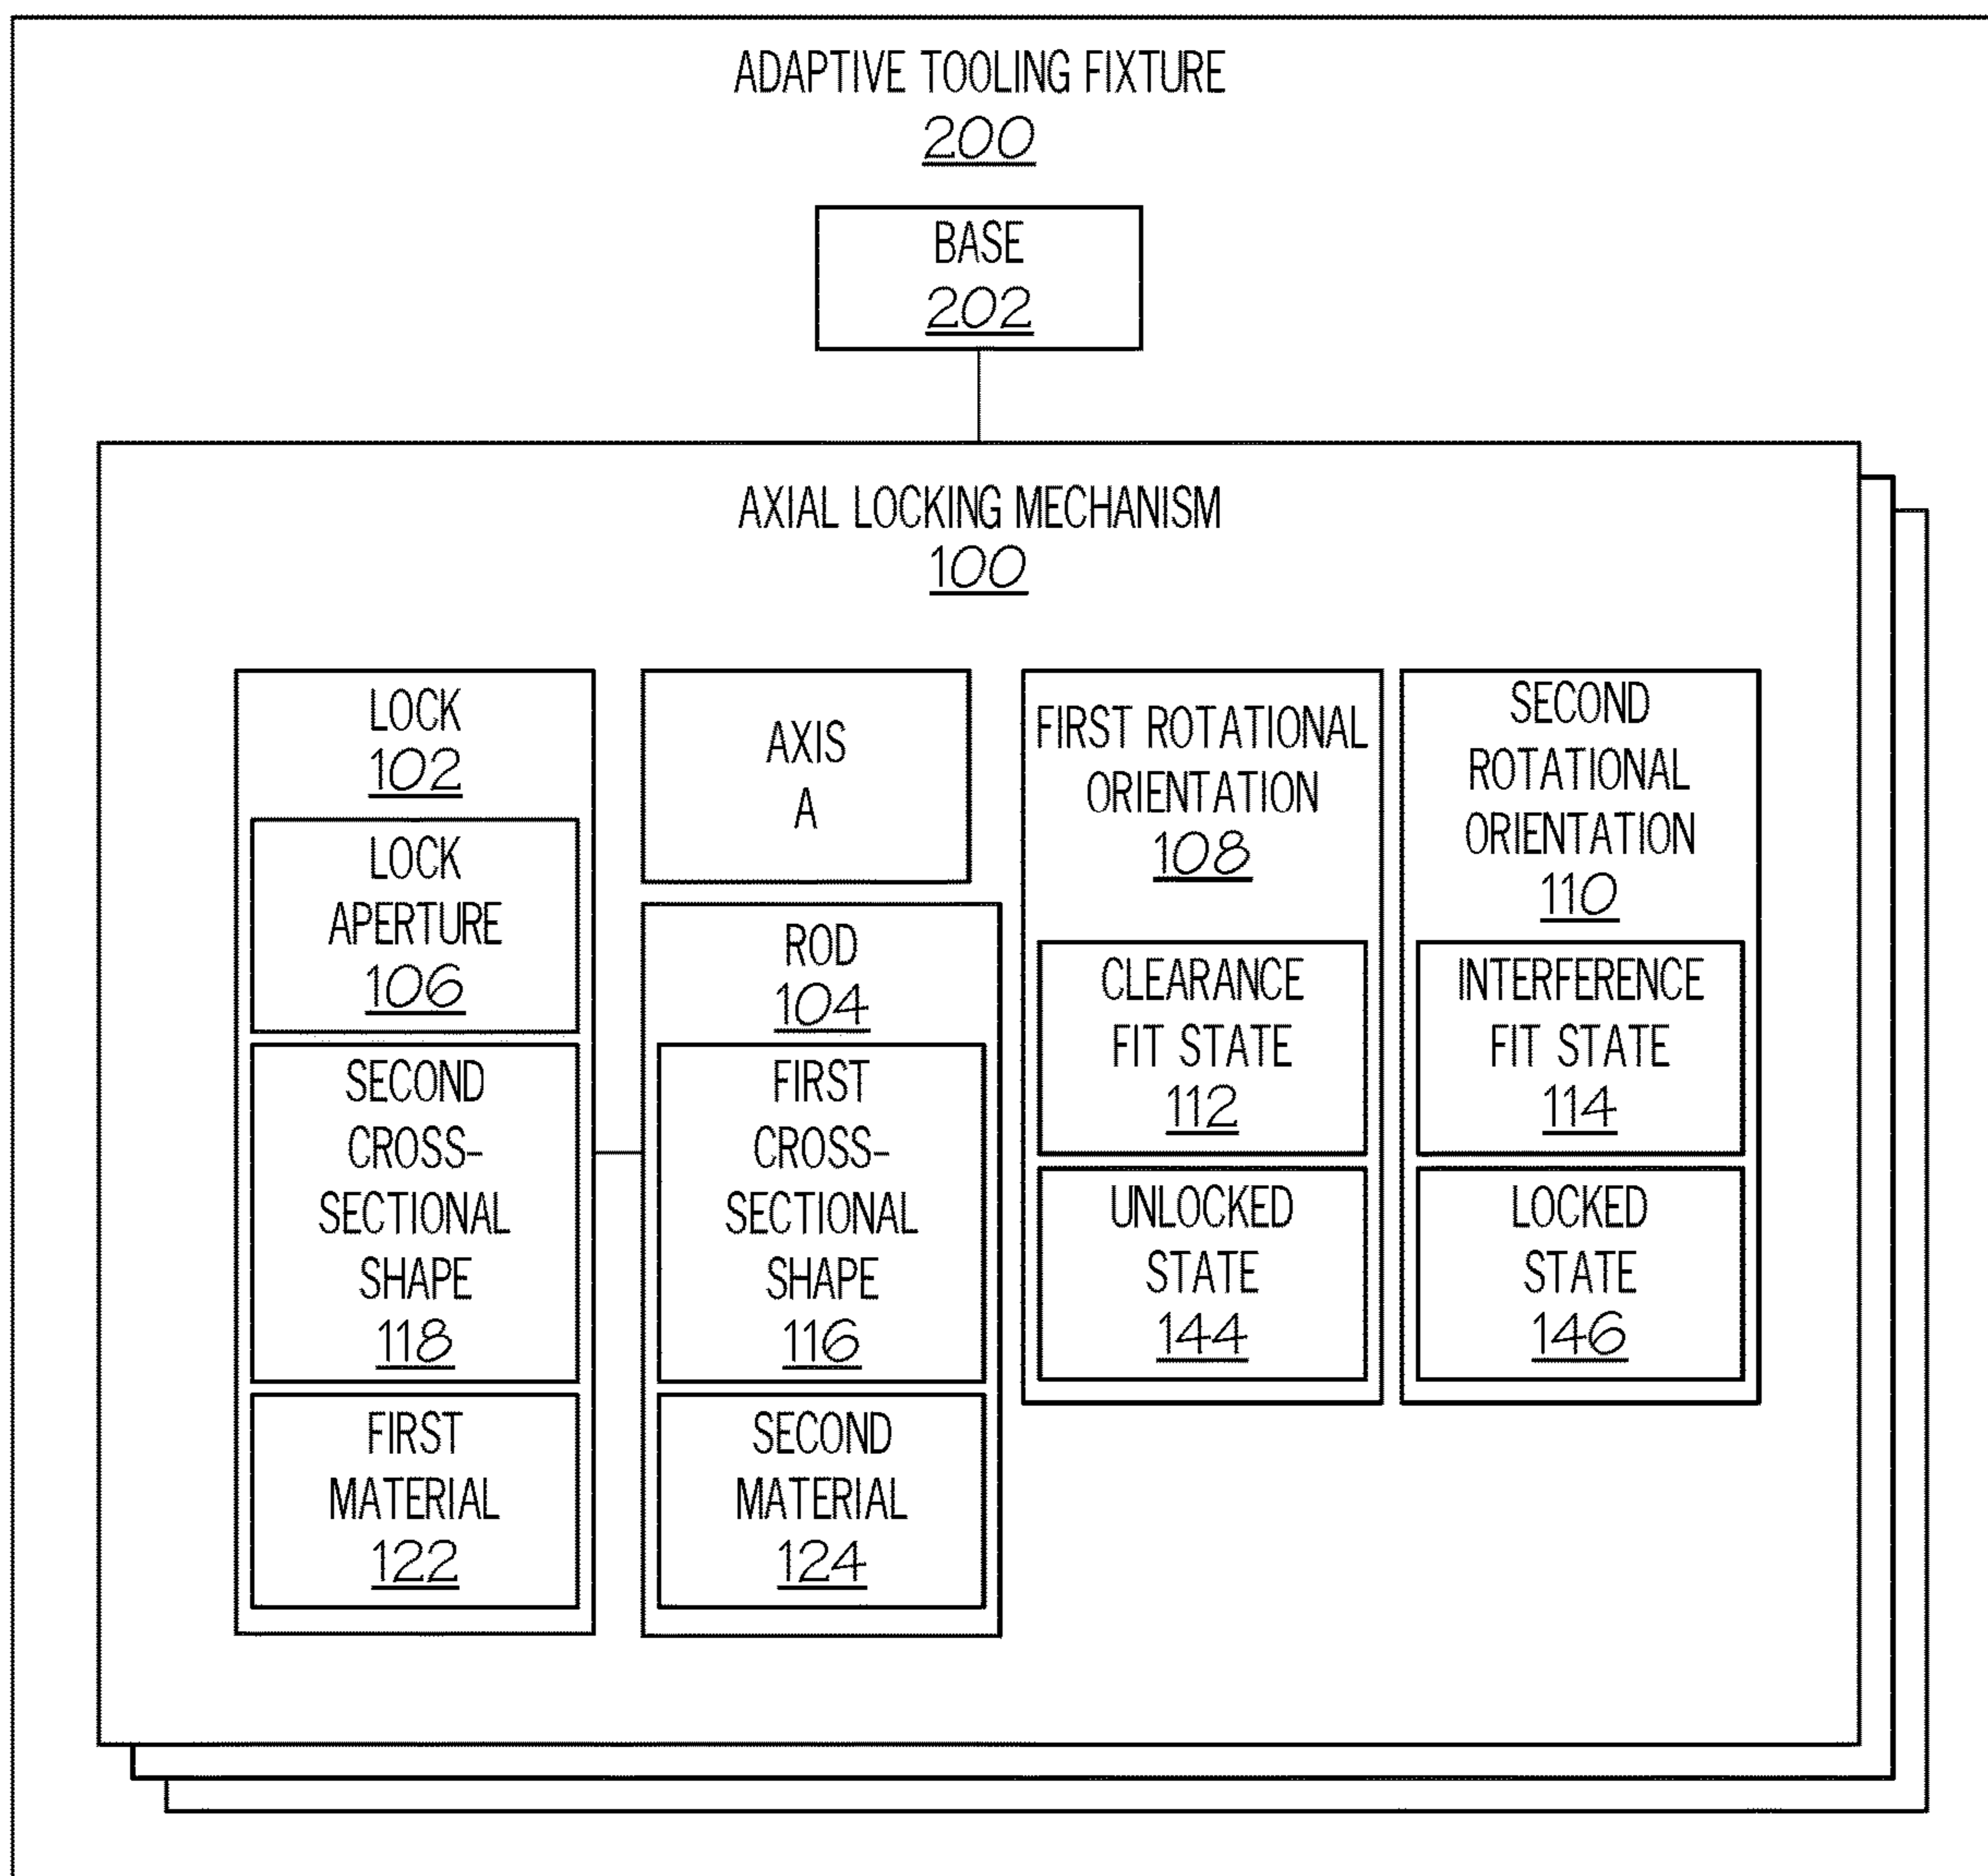 ADAPTIVE TOOLING FIXTURE
200
BASE
202
AXIAL LOCKING MECHANISM
100
LOCK
102
LOCK
APERTURE
106
SECOND
CROSS-
SECTIONAL
SHAPE
118
FIRST
MATERIAL
122
AXIS
A
ROD
104
FIRST
CROSS-
SECTIONAL
SHAPE
116
SECOND
MATERIAL
124
FIRST ROTATIONAL
ORIENTATION
108
CLEARANCE
FIT STATE
112
UNLOCKED
STATE
144
SECOND
ROTATIONAL
ORIENTATION
110
INTERFERENCE
FIT STATE
114
LOCKED
STATE
146